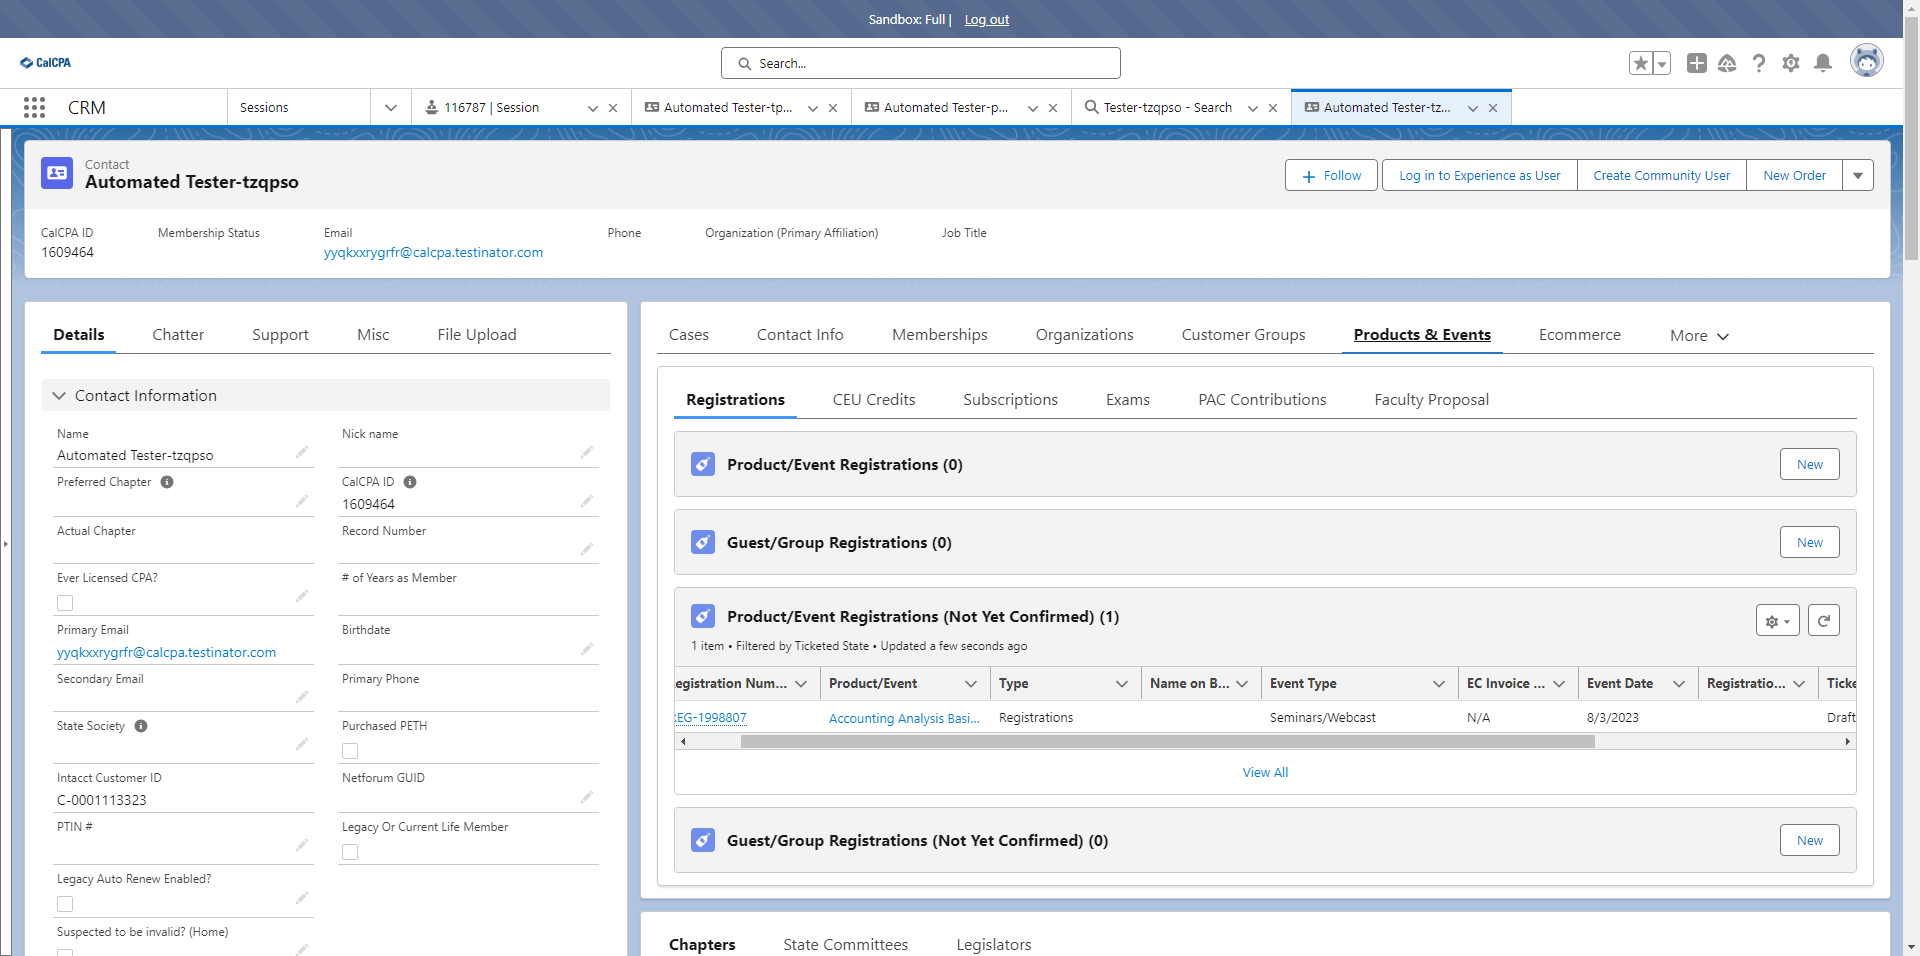 Sandbox: Full |   Log out
CalCPA
Search...
CRM
Sessions
116787 | Session
Automated Tester-tp...
Automated Tester-p...
Tester-tzqpso - Search
Automated Tester-tz...
Contact
Automated Tester-tzqpso
Follow
Log in to Experience as User
Create Community User
New Order
CalCPA ID
1609464
Membership Status
Email
yyqkxxrygrfr@calcpa.testinator.com
Phone
Organization (Primary Affiliation)
Job Title
Details
Chatter
Support
Misc
File Upload
Contact Information
Name
Automated Tester-tzqpso
Nick name
Preferred Chapter
CalCPA ID
1609464
Actual Chapter
Record Number
Ever Licensed CPA?
# of Years as Member
Primary Email
yyqkxxrygrfr@calcpa.testinator.com
Birthdate
Secondary Email
Primary Phone
State Society
Purchased PETH
Intacct Customer ID
C-0001113323
Netforum GUID
PTIN #
Legacy Or Current Life Member
Legacy Auto Renew Enabled?
Suspected to be invalid? (Home)
Cases
Contact Info
Memberships
Organizations
Customer Groups
Products & Events
Ecommerce
More
Registrations
CEU Credits
Subscriptions
Exams
PAC Contributions
Faculty Proposal
Product/Event Registrations (0)
New
Guest/Group Registrations (0)
New
Product/Event Registrations (Not Yet Confirmed) (1)
1 item • Filtered by Ticketed State • Updated a few seconds ago
egistration Num...
Product/Event
Type
Name on B...
Event Type
EC Invoice ...
Event Date
Registratio...
Ticke
EG-1998807
Accounting Analysis Basi...
Registrations
Seminars/Webcast
N/A
8/3/2023
Draft
View All
Guest/Group Registrations (Not Yet Confirmed) (0)
New
Chapters
State Committees
Legislators